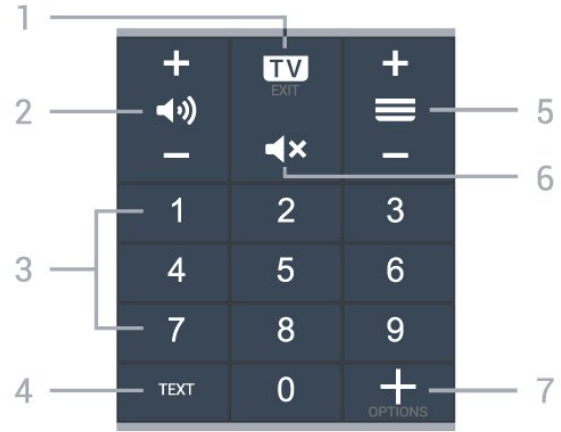 1
+ TV +
EXIT
2 5
- -
6
3 1 2 3
4 5 6
7 8 9
4 TEXT 0 + 7
OPTIONS